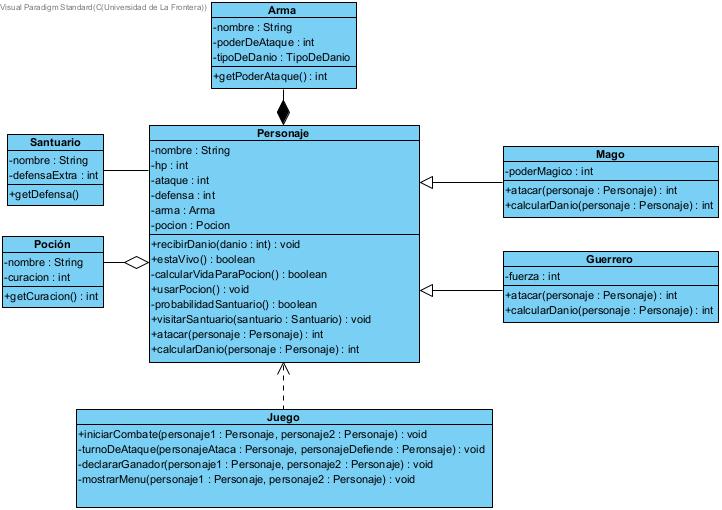 Visual Paradigm Standard(C(Universidad de La Frontera))
Arma
-nombre : String
-poderDeAtaque : int
-tipoDeDanio : TipoDeDanio
+getPoderAtaque() : int
Santuario
-nombre : String
-defensaExtra : int
+getDefensa()
Poción
-nombre : String
-curacion : int
+getCuracion() : int
Personaje
-nombre : String
-hp : int
-ataque : int
-defensa : int
-arma : Arma
-pocion : Pocion
+recibirDanio(danio : int) : void
+estaVivo() : boolean
-calcularVidaParaPocion() : boolean
+usarPocion() : void
-probabilidadSantuario() : boolean
+visitarSantuario(santuario : Santuario) : void
+atacar(personaje : Personaje) : int
+calcularDanio(personaje : Personaje) : int
Mago
-poderMagico : int
+atacar(personaje : Personaje) : int
+calcularDanio(personaje : Personaje) : int
Guerrero
-fuerza : int
+atacar(personaje : Personaje) : int
+calcularDanio(personaje : Personaje) : int
Juego
+iniciarCombate(personaje1 : Personaje, personaje2 : Personaje) : void
-turnoDeAtaque(personajeAtaca : Personaje, personajeDefiende : Peronsaje) : void
-declararGanador(personaje1 : Personaje, personaje2 : Personaje) : void
-mostrarMenu(personaje1 : Personaje, personaje2 : Personaje) : void